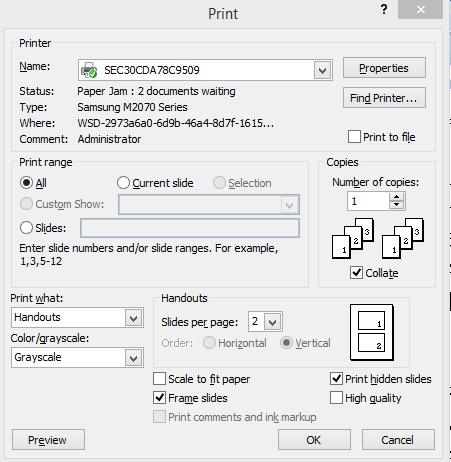 Print
?
Printer
Name: SEC30CDA78C9509
Properties
Status: Paper Jam : 2 documents waiting
Type: Samsung M2070 Series
Find Printer...
Where: WSD-2973a6a0-6d9b-46a4-8d7f-1615...
Comment: Administrator
Print to file
Print range
All
Current slide
Selection
Custom Show:
Slides:
Enter slide numbers and/or slide ranges. For example,
1,3,5-12
Copies
Number of copies:
1
1 2 3 1 2 3
Collate
Print what:
Handouts
Color/grayscale:
Grayscale
Handouts
Slides per page: 2
Order: Horizontal Vertical
1
2
Scale to fit paper
Print hidden slides
Frame slides
High quality
Print comments and ink markup
Preview
OK
Cancel